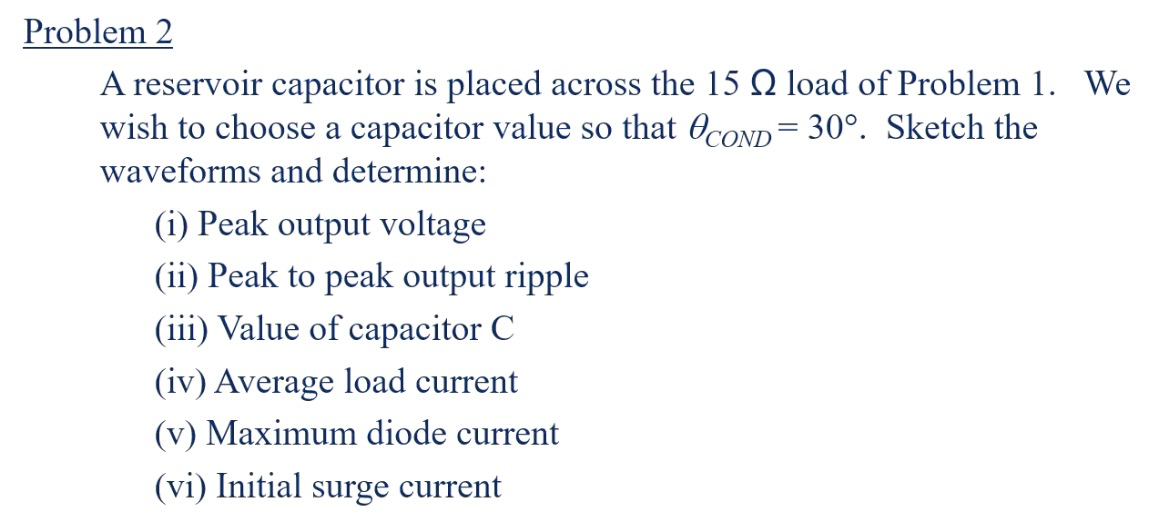 Problem 2
A reservoir capacitor is placed across the 15 Ω load of Problem 1. We
wish to choose a capacitor value so that θCOND = 30°. Sketch the
waveforms and determine:
(i) Peak output voltage
(ii) Peak to peak output ripple
(iii) Value of capacitor C
(iv) Average load current
(v) Maximum diode current
(vi) Initial surge current